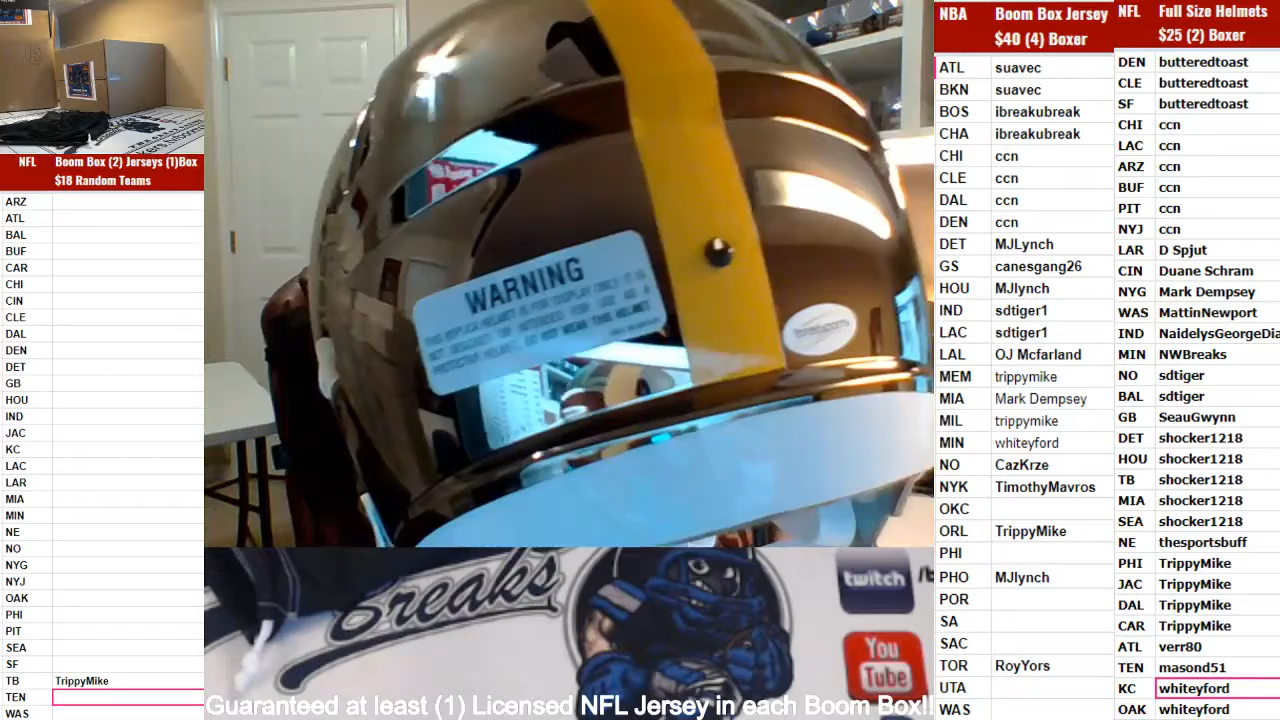 NFL Boom Box (2) Jerseys (1)Box
$18 Random Teams
ARZ
ATL
BAL
BUF
CAR
CHI
CIN
CLE
DAL
DEN
DET
GB
HOU
IND
JAC
KC
LAC
LAR
MIA
MIN
NE
NO
NYG
NYJ
OAK
PHI
PIT
SEA
SF
TB TrippyMike
TEN
WAS
WARNING
Breaks
twitch
You
Tube
Guaranteed at least (1) Licensed NFL Jersey in each Boom Box!!
NBA Boom Box Jersey
$40 (4) Boxer
ATL suavec
BKN suavec
BOS ibreakubreak
CHA ibreakubreak
CHI ccn
CLE ccn
DAL ccn
DEN ccn
DET MJLynch
GS canesgang26
HOU MJlynch
IND sdtiger1
LAC sdtiger1
LAL OJ Mcfarland
MEM trippymike
MIA Mark Dempsey
MIL trippymike
MIN whiteyford
NO CazKrze
NYK TimothyMavros
OKC
ORL TrippyMike
PHI
PHO MJlynch
POR
SA
SAC
TOR RoyYors
UTA
WAS
NFL Full Size Helmets
$25 (2) Boxer
DEN butteredtoast
CLE butteredtoast
SF butteredtoast
CHI ccn
LAC ccn
ARZ ccn
BUF ccn
PIT ccn
NYJ ccn
LAR D Spjut
CIN Duane Schram
NYG Mark Dempsey
WAS MattinNewport
IND NaidelysGeorgeDia
MIN NWBreaks
NO sdtiger
BAL sdtiger
GB SeauGwynn
DET shocker1218
HOU shocker1218
TB shocker1218
MIA shocker1218
SEA shocker1218
NE thesportsbuff
PHI TrippyMike
JAC TrippyMike
DAL TrippyMike
CAR TrippyMike
ATL verr80
TEN masond51
KC whiteyford
OAK whiteyford